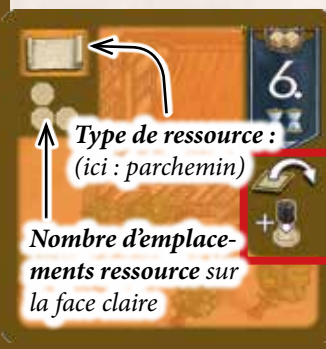 6.
Type de ressource :
(ici : parchemin)
+
Nombre d'emplace-
ments ressource sur
la face claire